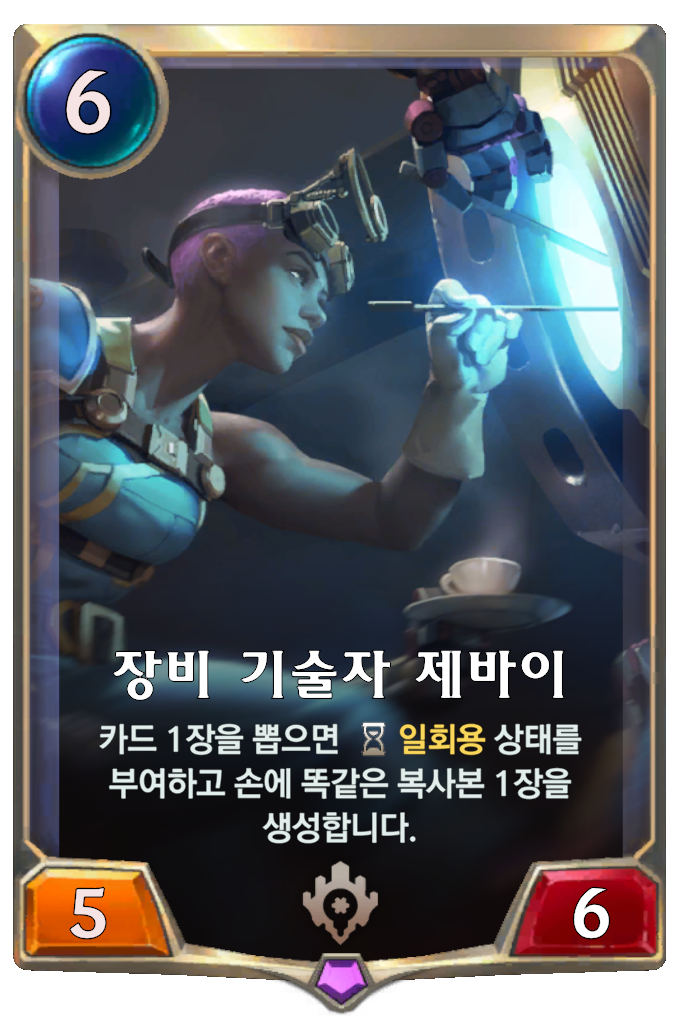 6
장비 기술자 제바이
카드 1장을 뽑으면 일회용 상태를
부여하고 손에 똑같은 복사본 1장을
생성합니다.
5
6